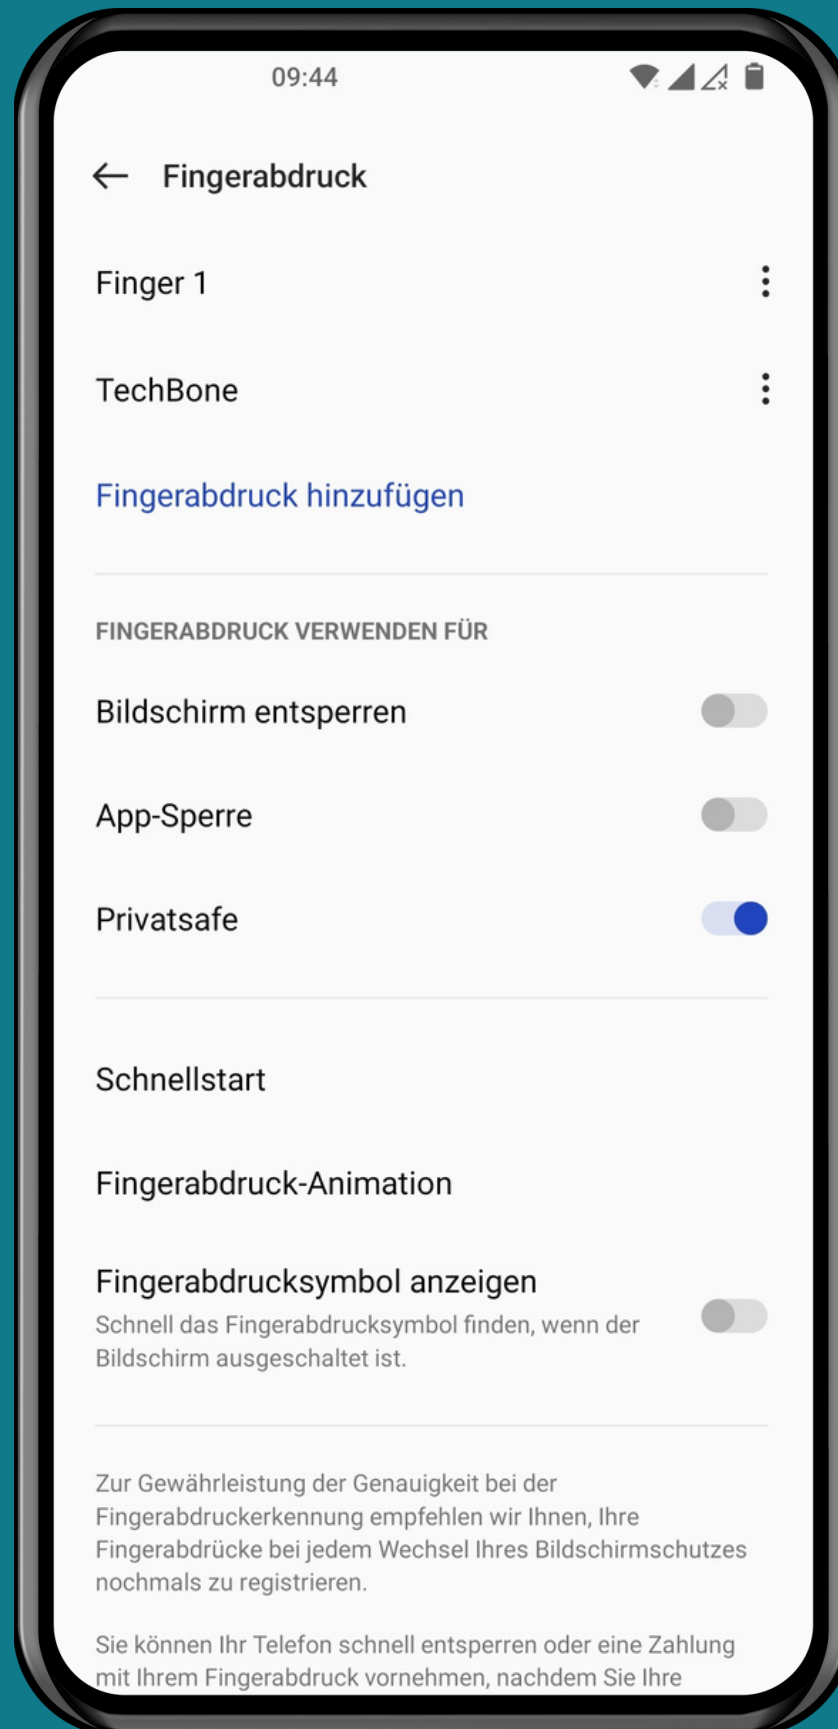 09:44
Fingerabdruck
Finger 1
TechBone
Fingerabdruck hinzufügen
FINGERABDRUCK VERWENDEN FÜR
Bildschirm entsperren
App-Sperre
Privatsafe
Schnellstart
Fingerabdruck-Animation
Fingerabdrucksymbol anzeigen
Schnell das Fingerabdrucksymbol finden, wenn der
Bildschirm ausgeschaltet ist.
Zur Gewährleistung der Genauigkeit bei der
Fingerabdruckerkennung empfehlen wir Ihnen, Ihre
Fingerabdrücke bei jedem Wechsel Ihres Bildschirmschutzes
nochmals zu registrieren.
Sie können Ihr Telefon schnell entsperren oder eine Zahlung
mit Ihrem Fingerabdruck vornehmen, nachdem Sie Ihre